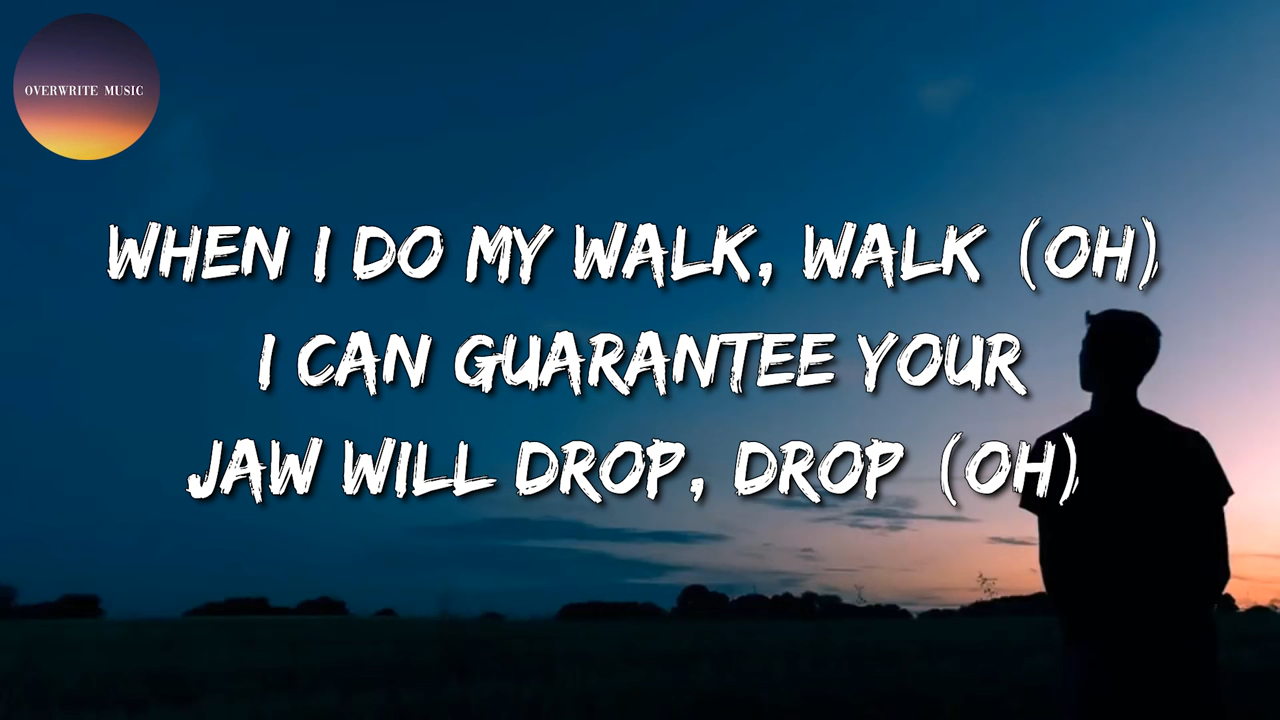 OVERWRITE MUSIC
WHEN I DO MY WALK, WALK (OH)
I CAN GUARANTEE YOUR
JAW WILL DROP, DROP (OH)